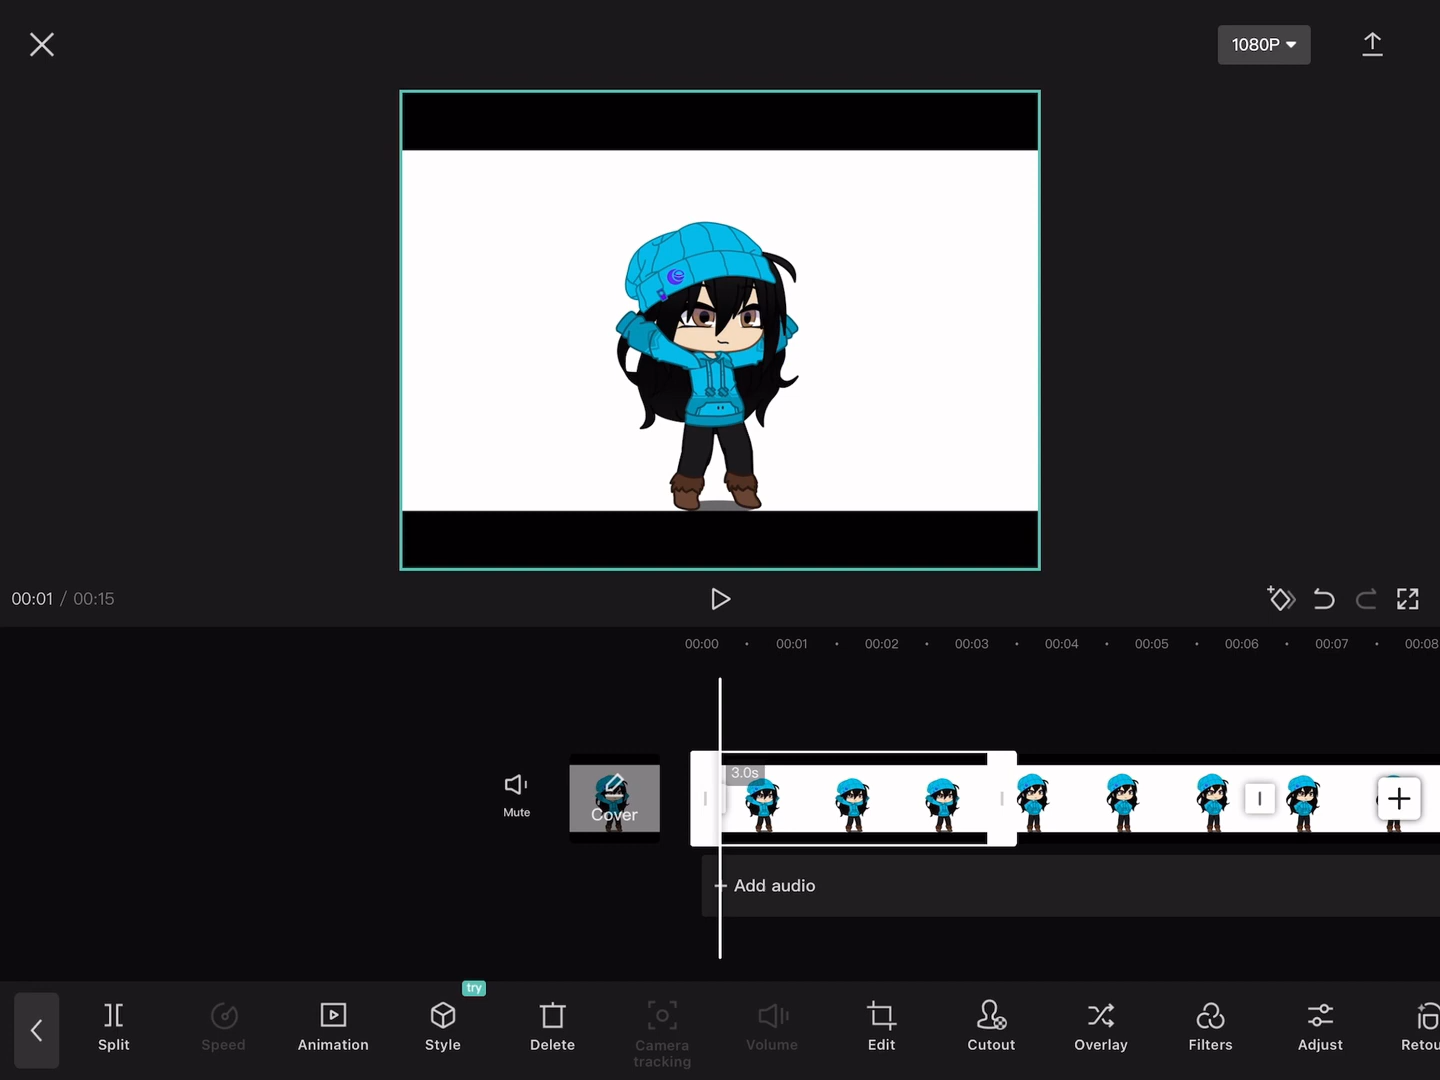 1080P
00:01 / 00:15
00:00 00:01 00:02 00:03 00:04 00:05 00:06 00:07 00:08
3.0s
Mute
Cover
Add audio
try
Split
Speed
Animation
Style
Delete
Camera
tracking
Volume
Edit
Cutout
Overlay
Filters
Adjust
Retou